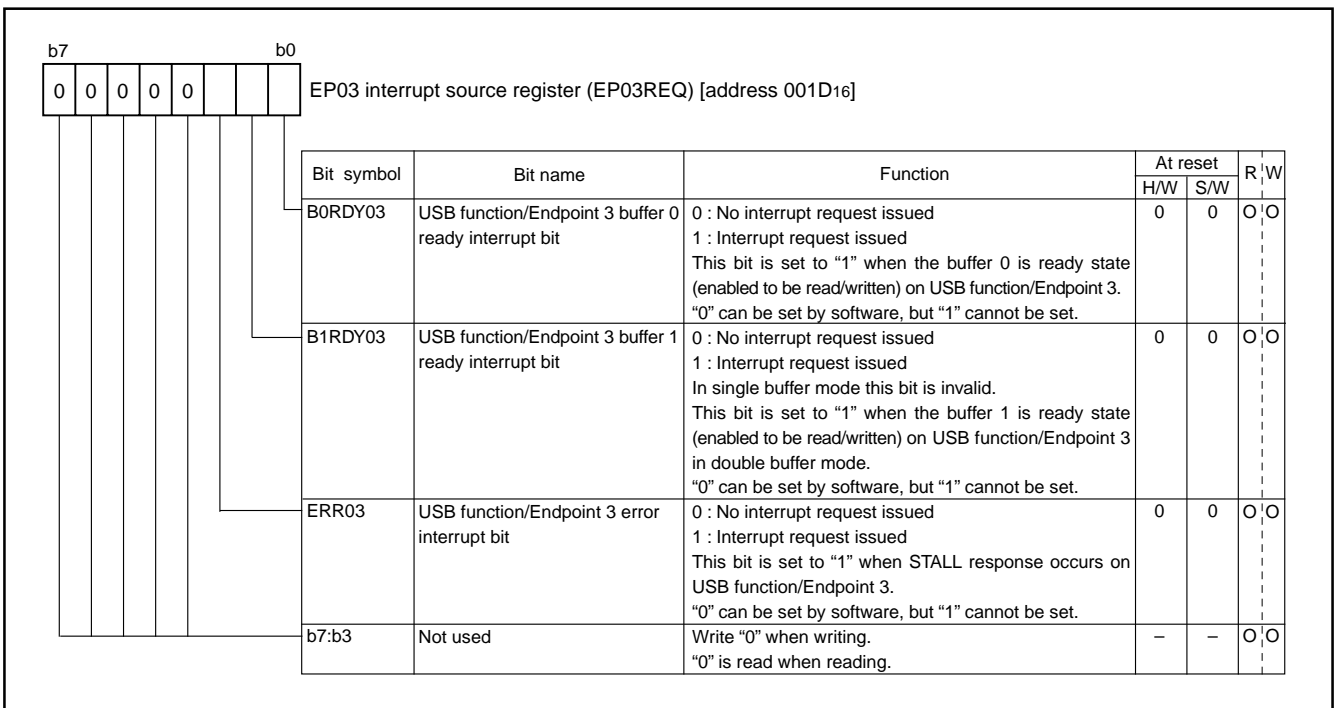 b7 b0
0 0 0 0 0
EP03 interrupt source register (EP03REQ) [address 001D16]
Bit symbol Bit name Function At reset R W
H/W S/W
B0RDY03 USB function/Endpoint 3 buffer 0 0 : No interrupt request issued 0 0 O O
ready interrupt bit 1 : Interrupt request issued
This bit is set to “1” when the buffer 0 is ready state
(enabled to be read/written) on USB function/Endpoint 3.
“0” can be set by software, but “1” cannot be set.
B1RDY03 USB function/Endpoint 3 buffer 1 0 : No interrupt request issued 0 0 O O
ready interrupt bit 1 : Interrupt request issued
In single buffer mode this bit is invalid.
This bit is set to “1” when the buffer 1 is ready state
(enabled to be read/written) on USB function/Endpoint 3
in double buffer mode.
“0” can be set by software, but “1” cannot be set.
ERR03 USB function/Endpoint 3 error 0 : No interrupt request issued 0 0 O O
interrupt bit 1 : Interrupt request issued
This bit is set to “1” when STALL response occurs on
USB function/Endpoint 3.
“0” can be set by software, but “1” cannot be set.
b7:b3 Not used Write “0” when writing. – – O O
“0” is read when reading.